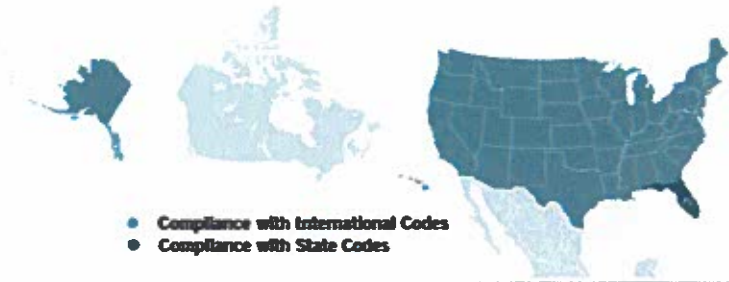 Compliance with International Codes
Compliance with State Codes